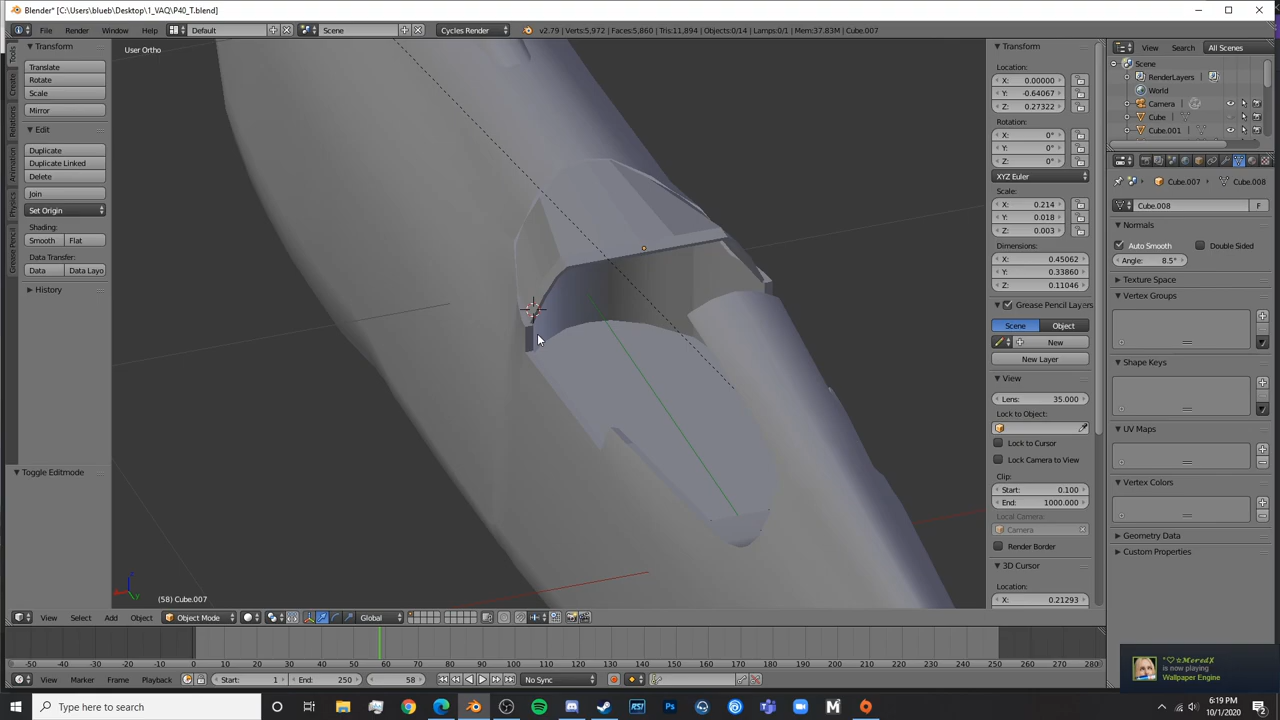 Blender* [C:\Users\blueb\Desktop\1_VAQ\P40_T.blend]
File Render Window Help Default Scene Cycles Render v2.79 | Verts:5,972 | Faces:5,860 | Tris:11,894 | Objects:0/14 | Lamps:0/1 | Mem:37.83M | Cube.007
User Ortho
Tools
Create
Relations
Animation
Physics
Grease Pencil
Transform
Translate
Rotate
Scale
Mirror
Edit
Duplicate
Duplicate Linked
Delete
Join
Set Origin
Shading:
Smooth Flat
Data Transfer:
Data Data Layo
History
Toggle Editmode
(58) Cube.007
Transform
Location:
X: 0.00000
Y: -0.64067
Z: 0.27322
Rotation:
X: 0°
Y: 0°
Z: 0°
XYZ Euler
Scale:
X: 0.214
Y: 0.018
Z: 0.003
Dimensions:
X: 0.45062
Y: 0.33860
Z: 0.11046
Grease Pencil Layers
Scene Object
New
New Layer
View
Lens: 35.000
Lock to Object:
Lock to Cursor
Lock Camera to View
Clip:
Start: 0.100
End: 1000.000
Local Camera:
Camera
Render Border
3D Cursor
Location:
X: 0.21293
View Search All Scenes
Scene
RenderLayers
World
Camera
Cube
Cube.001
Cube.007 Cube.008
Cube.008 F
Normals
Auto Smooth Double Sided
Angle: 8.5°
Texture Space
Vertex Groups
Shape Keys
UV Maps
Vertex Colors
Geometry Data
Custom Properties
View Select Add Object Object Mode Global
-50 -40 -30 -20 -10 0 10 20 30 40 50 60 70 80 90 100 110 120 130 140 150 160 170 180 190 200 210 220 230 240 250 260 270 280
View Marker Frame Playback Start: 1 End: 250 58 No Sync
is now playing
Wallpaper Engine
Type here to search
RSI
Ps
M
6:19 PM
10/1/2020
2